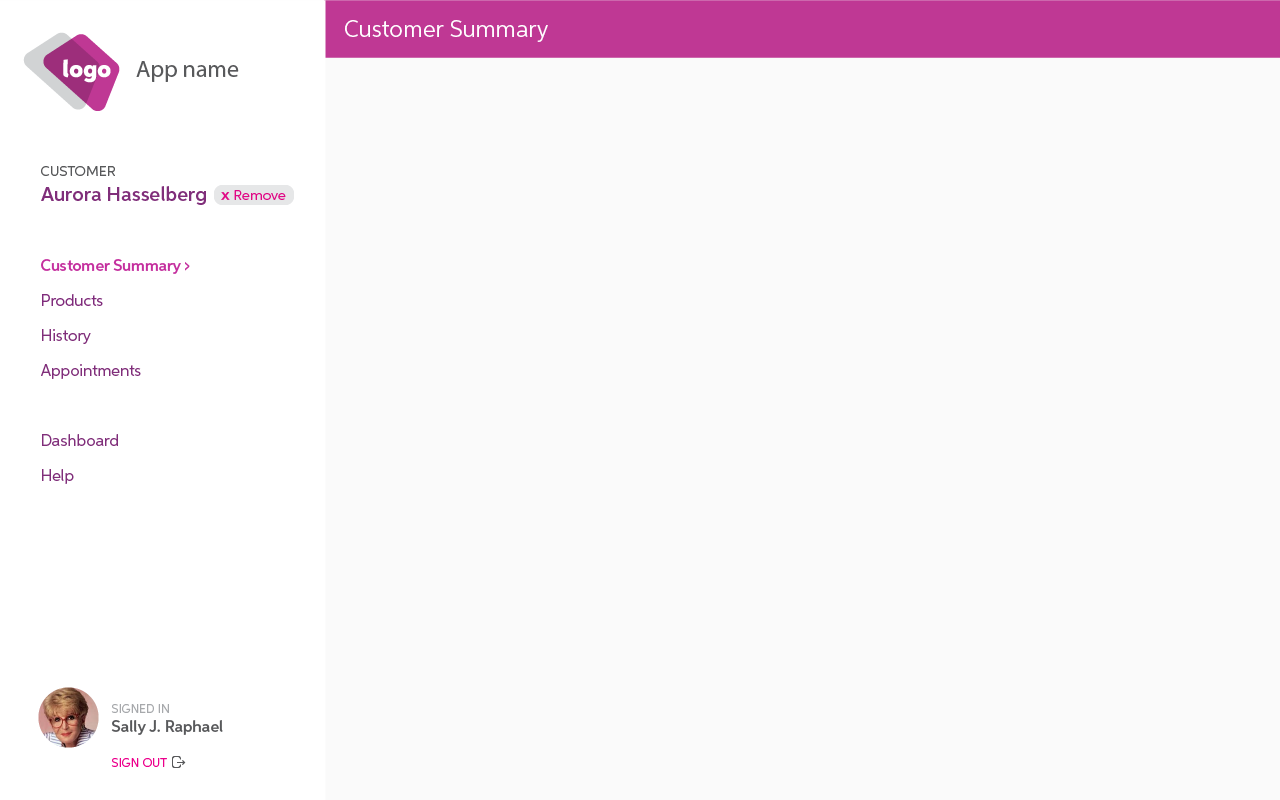 logo
App name
Customer Summary
CUSTOMER
Aurora Hasselberg x Remove
Customer Summary >
Products
History
Appointments
Dashboard
Help
SIGNED IN
Sally J. Raphael
SIGN OUT